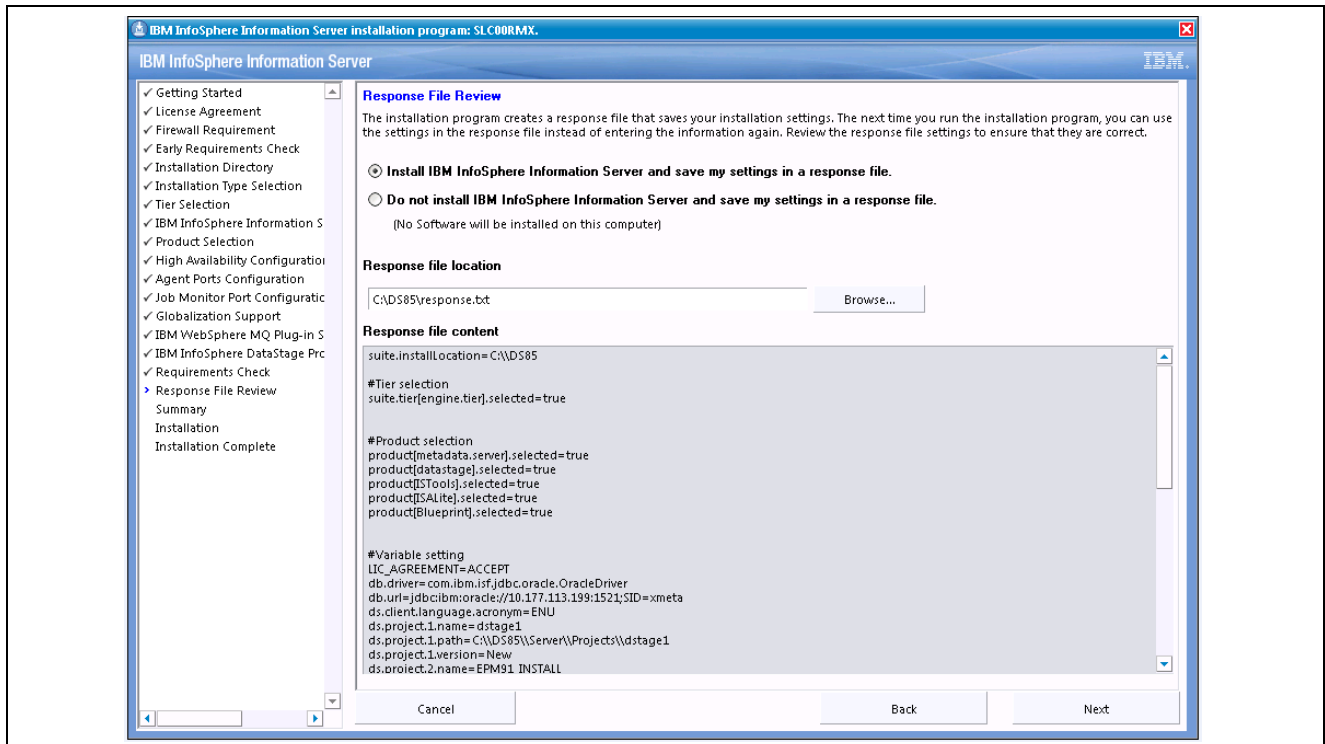 IBM InfoSphere Information Server installation program: SLC00RMX.
IBM InfoSphere Information Server
IBM.
✓ Getting Started
✓ License Agreement
✓ Firewall Requirement
✓ Early Requirements Check
✓ Installation Directory
✓ Installation Type Selection
✓ Tier Selection
✓ IBM InfoSphere Information S
✓ Product Selection
✓ High Availability Configuration
✓ Agent Ports Configuration
✓ Job Monitor Port Configuratic
✓ Globalization Support
✓ IBM WebSphere MQ Plug-in S
✓ IBM InfoSphere DataStage Prc
✓ Requirements Check
> Response File Review
Summary
Installation
Installation Complete
Response File Review
The installation program creates a response file that saves your installation settings. The next time you run the installation program, you can use
the settings in the response file instead of entering the information again. Review the response file settings to ensure that they are correct.
Install IBM InfoSphere Information Server and save my settings in a response file.
Do not install IBM InfoSphere Information Server and save my settings in a response file.
(No Software will be installed on this computer)
Response file location
C:\DS85\response.txt
Browse...
Response file content
suite.installLocation=C:\\DS85
#Tier selection
suite.tier[engine.tier].selected=true
#Product selection
product[metadata.server].selected=true
product[datastage].selected=true
product[ISTools].selected=true
product[ISALite].selected=true
product[Blueprint].selected=true
#Variable setting
LIC_AGREEMENT=ACCEPT
db.driver=com.ibm.isf.jdbc.oracle.OracleDriver
db.url=jdbc:ibm:oracle://10.177.113.199:1521;SID=xmeta
ds.client.language.acronym=ENU
ds.project.1.name=dstage1
ds.project.1.path=C:\\DS85\\Server\\Projects\\dstage1
ds.project.1.version=New
ds.project.2.name=EPM91_INSTALL
Cancel
Back
Next